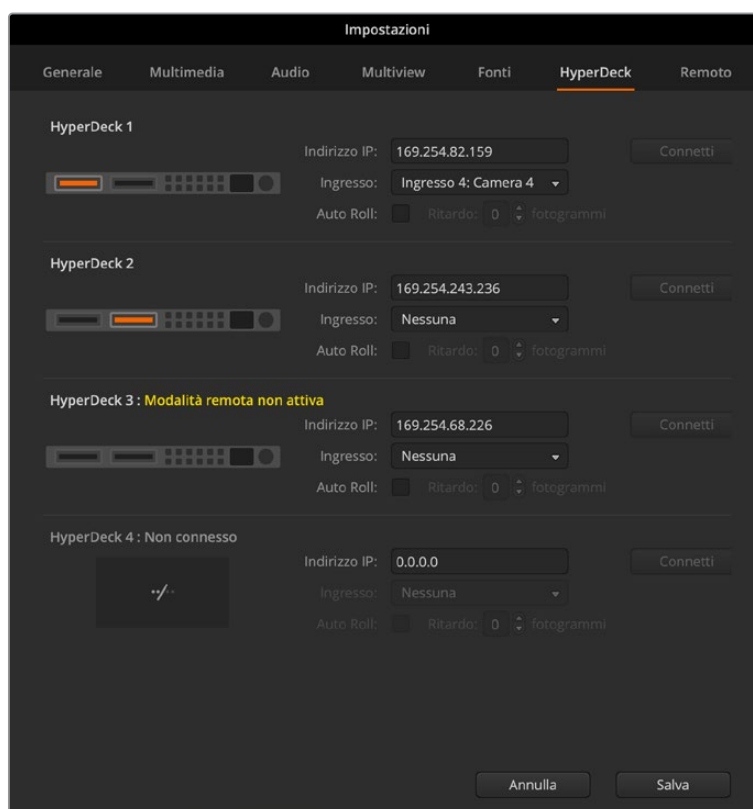 Impostazioni
Generale Multimedia Audio Multiview Fonti HyperDeck Remoto
HyperDeck 1
Indirizzo IP: 169.254.82.159 Connetti
Ingresso: Ingresso 4: Camera 4
Auto Roll: Ritardo: 0 fotogrammi
HyperDeck 2
Indirizzo IP: 169.254.243.236 Connetti
Ingresso: Nessuna
Auto Roll: Ritardo: 0 fotogrammi
HyperDeck 3 : Modalità remota non attiva
Indirizzo IP: 169.254.68.226 Connetti
Ingresso: Nessuna
Auto Roll: Ritardo: 0 fotogrammi
HyperDeck 4 : Non connesso
Indirizzo IP: 0.0.0.0 Connetti
Ingresso: Nessuna
Auto Roll: Ritardo: 0 fotogrammi
Annulla Salva